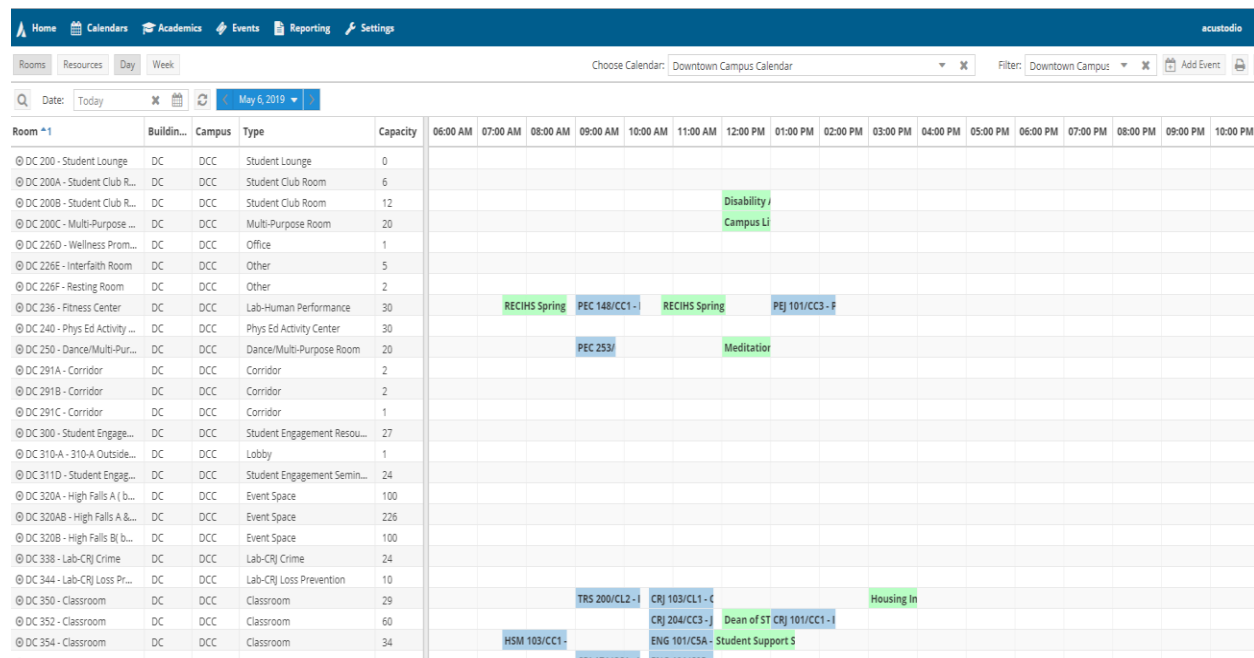 Home Calendars Academics Events Reporting Settings acustodio
Rooms Resources Day Week Choose Calendar: Downtown Campus Calendar Filter: Downtown Campus Add Event
Date: Today May 6, 2019
Room 1 Buildin... Campus Type Capacity 06:00 AM 07:00 AM 08:00 AM 09:00 AM 10:00 AM 11:00 AM 12:00 PM 01:00 PM 02:00 PM 03:00 PM 04:00 PM 05:00 PM 06:00 PM 07:00 PM 08:00 PM 09:00 PM 10:00 PM
DC 200 - Student Lounge DC DCC Student Lounge 0
DC 200A - Student Club R... DC DCC Student Club Room 6
DC 200B - Student Club R... DC DCC Student Club Room 12 Disability
DC 200C - Multi-Purpose ... DC DCC Multi-Purpose Room 20 Campus Li
DC 226D - Wellness Prom... DC DCC Office 1
DC 226E - Interfaith Room DC DCC Other 5
DC 226F - Resting Room DC DCC Other 2
DC 236 - Fitness Center DC DCC Lab-Human Performance 30 RECIHS Spring PEC 148/CC1 - RECIHS Spring PEJ 101/CC3 -
DC 240 - Phys Ed Activity ... DC DCC Phys Ed Activity Center 30
DC 250 - Dance/Multi-Pur... DC DCC Dance/Multi-Purpose Room 20 PEC 253/ Meditation
DC 291A - Corridor DC DCC Corridor 2
DC 291B - Corridor DC DCC Corridor 2
DC 291C - Corridor DC DCC Corridor 1
DC 300 - Student Engage... DC DCC Student Engagement Resou... 27
DC 310-A - 310-A Outside... DC DCC Lobby 1
DC 311D - Student Engag... DC DCC Student Engagement Semin... 24
DC 320A - High Falls A ( b... DC DCC Event Space 100
DC 320AB - High Falls A &... DC DCC Event Space 226
DC 320B - High Falls B( b... DC DCC Event Space 100
DC 338 - Lab-CRJ Crime DC DCC Lab-CRJ Crime 24
DC 344 - Lab-CRJ Loss Pr... DC DCC Lab-CRJ Loss Prevention 10
DC 350 - Classroom DC DCC Classroom 29 TRS 200/CL2 - CRJ 103/CL1 - Housing In
DC 352 - Classroom DC DCC Classroom 60 CRJ 204/CC3 - Dean of ST CRJ 101/CC1 -
DC 354 - Classroom DC DCC Classroom 34 HSM 103/CC1 - ENG 101/C5A - Student Support S